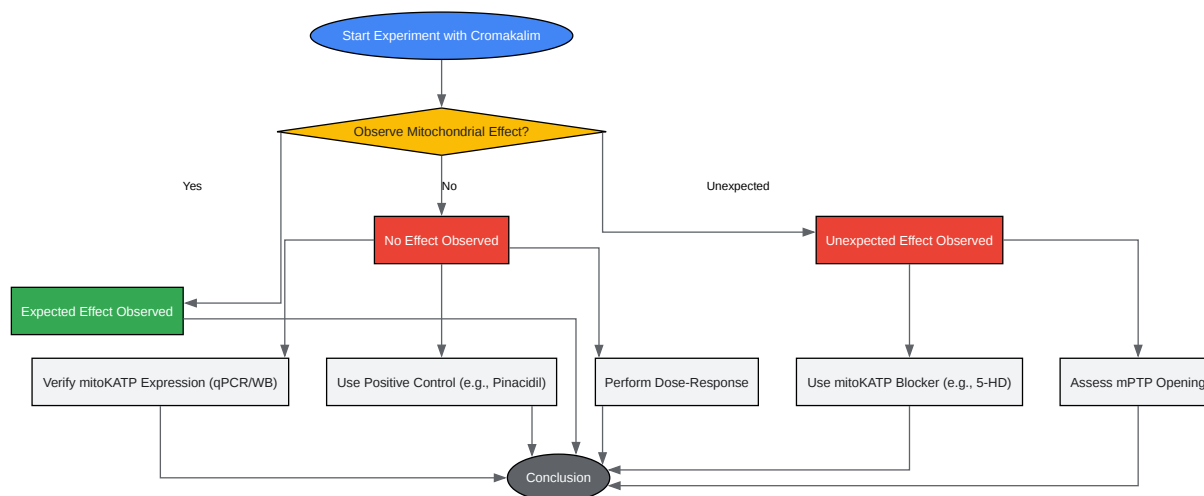 Start Experiment with Cromakalim
Observe Mitochondrial Effect?
Yes
No
Unexpected
No Effect Observed
Unexpected Effect Observed
Expected Effect Observed
Verify mitoKATP Expression (qPCR/WB)
Use Positive Control (e.g., Pinacidil)
Perform Dose-Response
Use mitoKATP Blocker (e.g., 5-HD)
Assess mPTP Opening
Conclusion